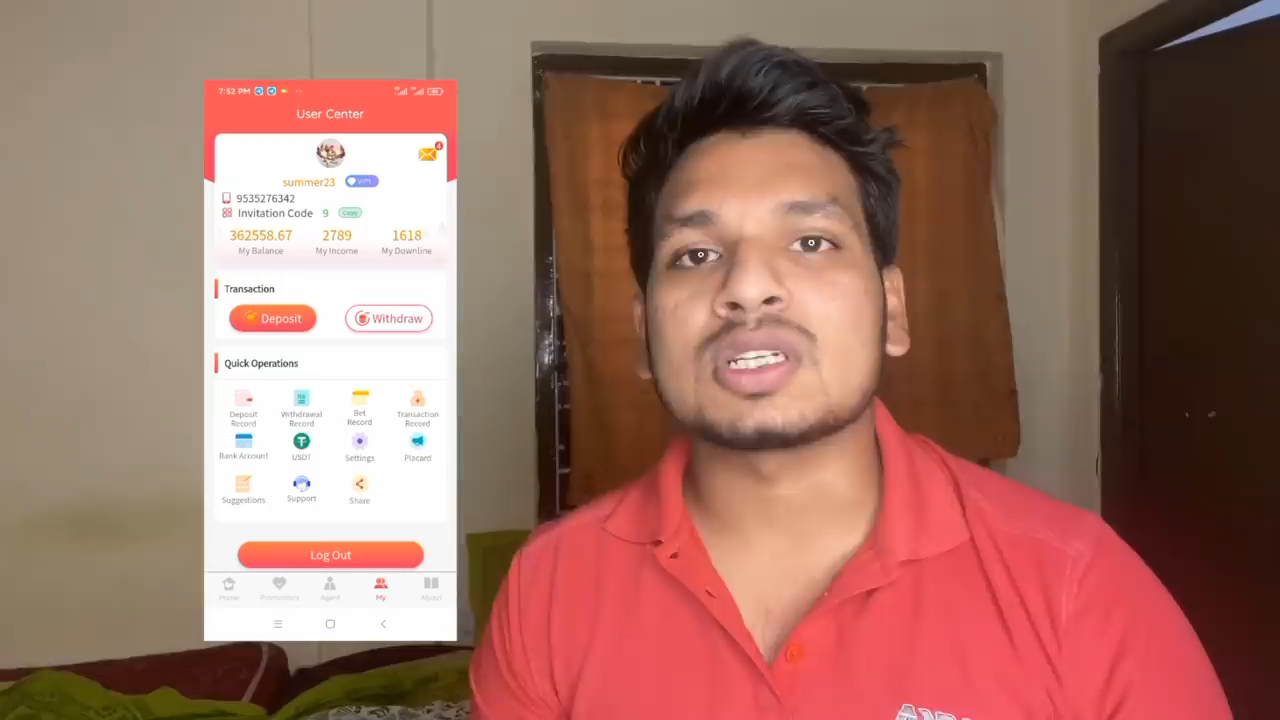 7:52 PM
User Center
4
summer23
9535276342
Invitation Code 9 Copy
362558.67 2789 1618
My Balance My Income My Downline
Transaction
Deposit Withdraw
Quick Operations
Deposit Record Withdrawal Record Bet Record Transaction Record
Bank Account USDT Settings Placard
Suggestions Support Share
Log Out
Home Promotions Agent My About